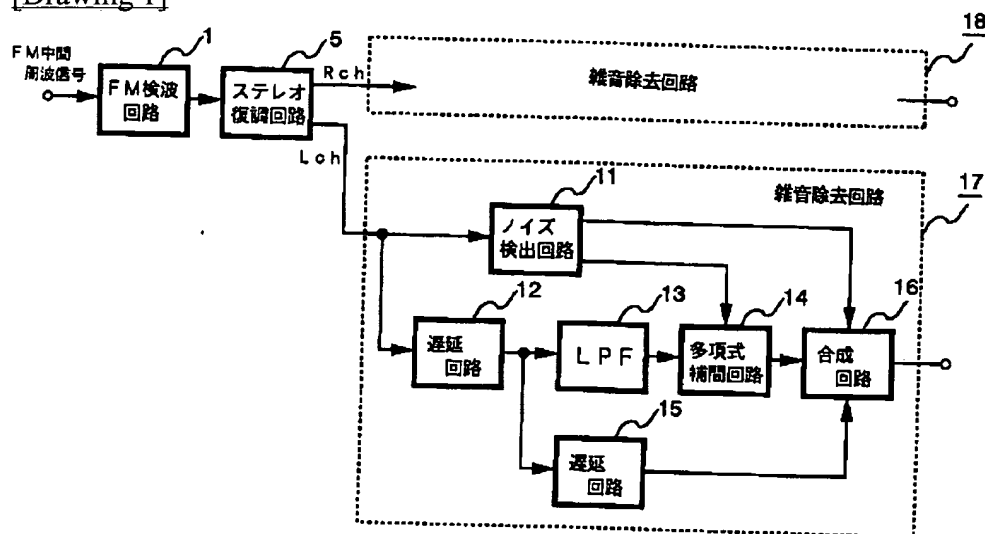 [Drawing 1]
FM中間
周波信号
1
FM検波
回路
5
ステレオ
復調回路
Rch
Lch
雑音除去回路
18
雑音除去回路
17
11
ノイズ
検出回路
12
遅延
回路
13
LPF
14
多項式
補間回路
15
遅延
回路
16
合成
回路